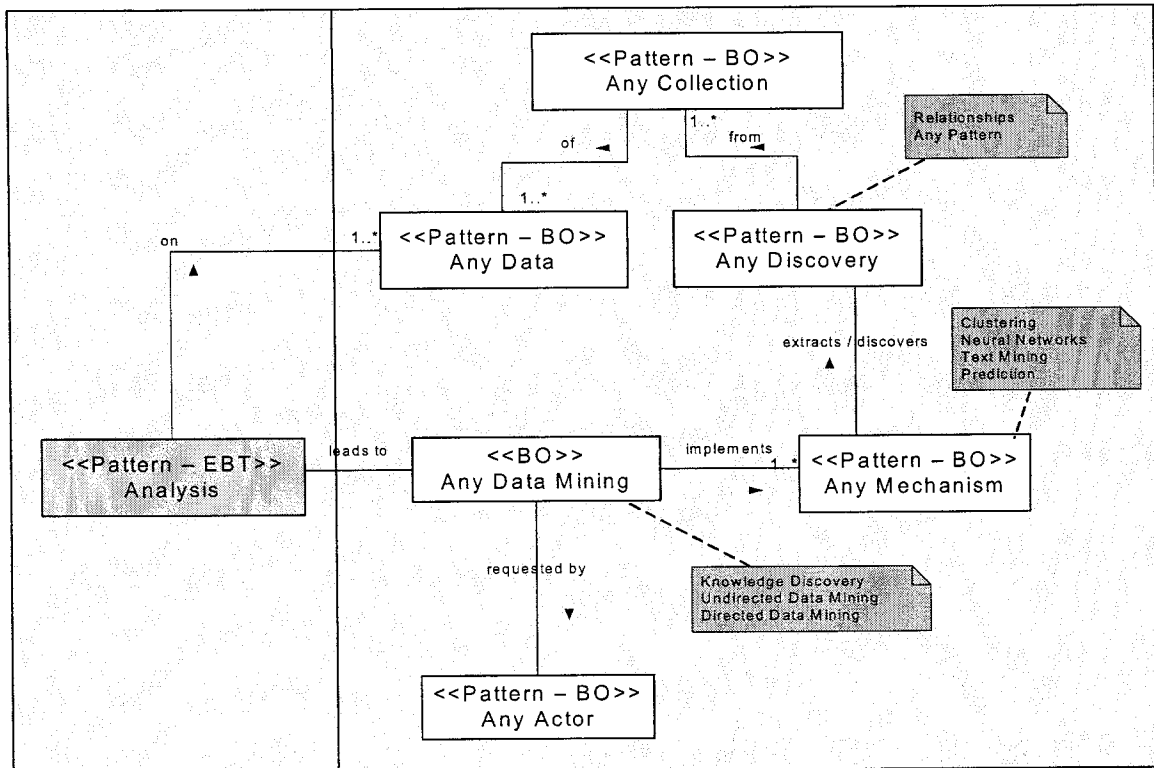 <<Pattern – BO>>
Any Collection
1..*
of
from
Relationships
Any Pattern
1..*
on
1..*
<<Pattern – BO>>
Any Data
<<Pattern – BO>>
Any Discovery
extracts / discovers
Clustering
Neural Networks
Text Mining
Prediction
<<Pattern – EBT>>
Analysis
leads to
<<BO>>
Any Data Mining
implements
1..*
<<Pattern – BO>>
Any Mechanism
requested by
Knowledge Discovery
Undirected Data Mining
Directed Data Mining
<<Pattern – BO>>
Any Actor